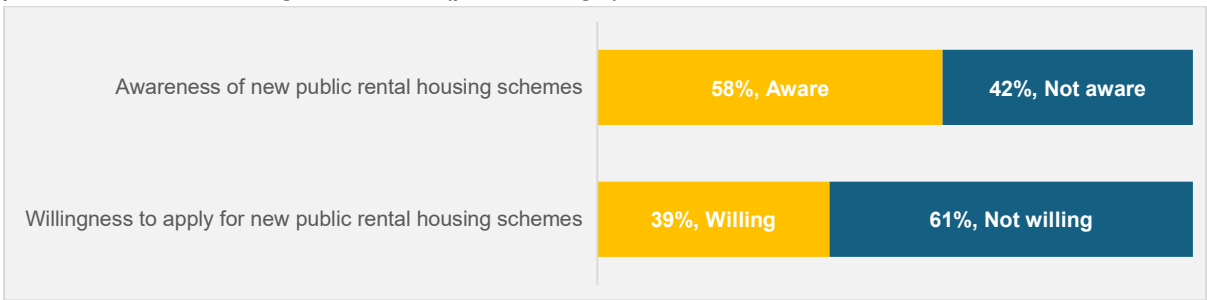 Awareness of new public rental housing schemes
58%, Aware
42%, Not aware
Willingness to apply for new public rental housing schemes
39%, Willing
61%, Not willing